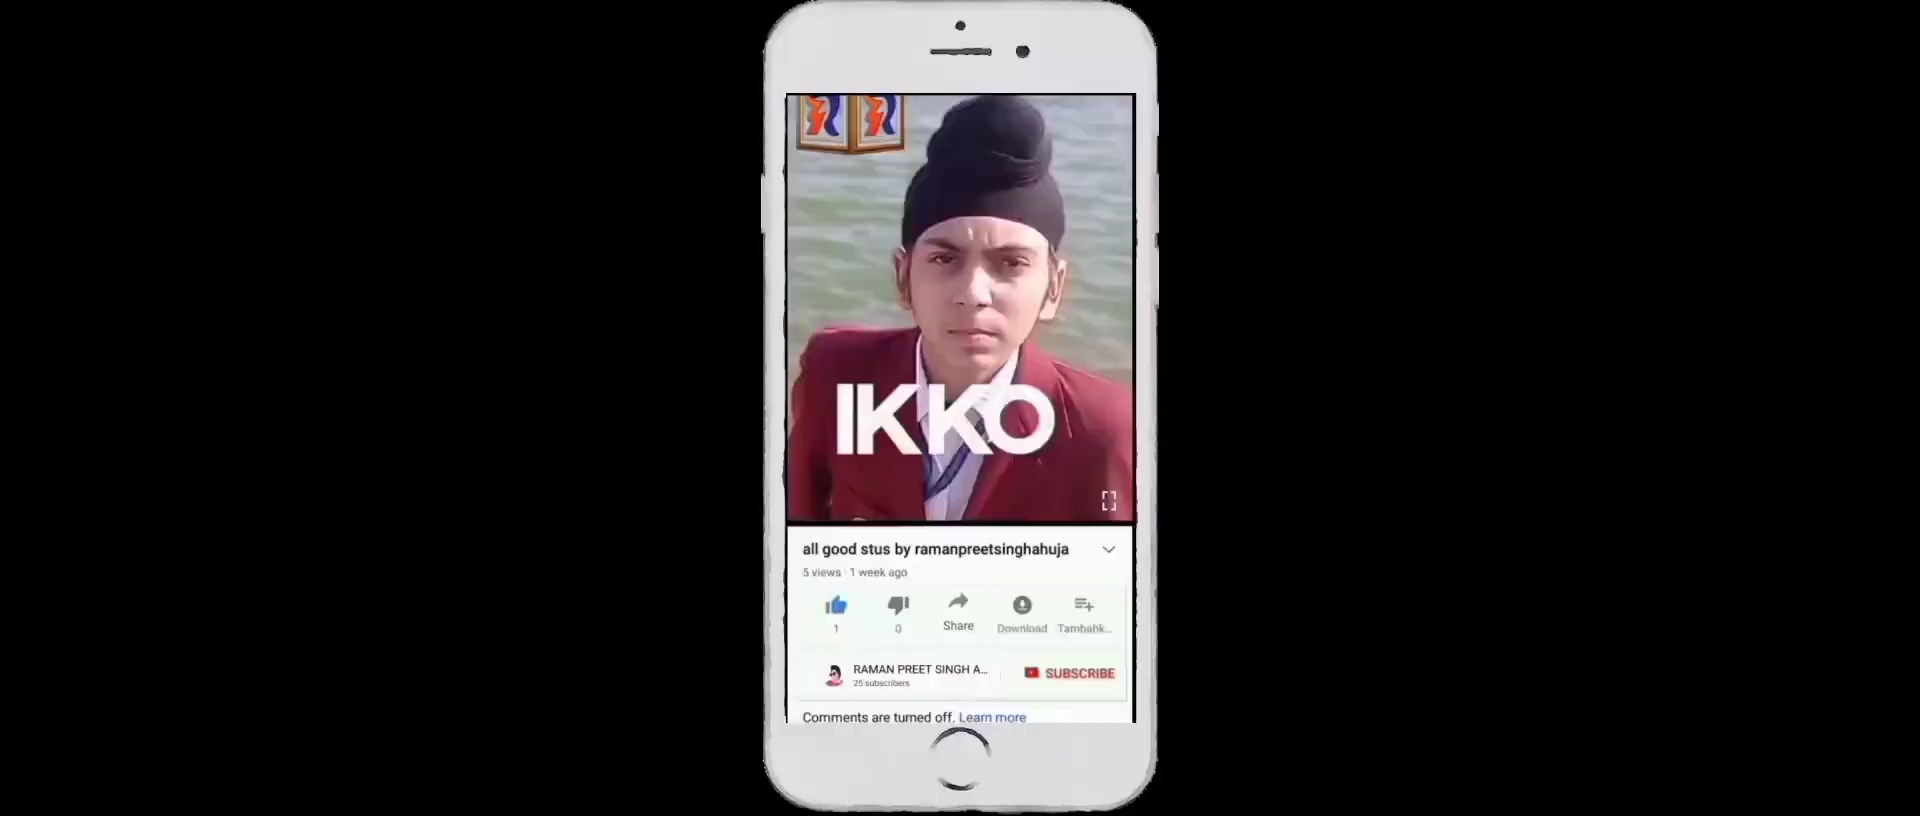 IKKO
all good stus by ramanpreetsinghahuja
5 views · 1 week ago
1
0
Share
Download
Tambahk...
RAMAN PREET SINGH A...
25 subscribers
SUBSCRIBE
Comments are turned off. Learn more